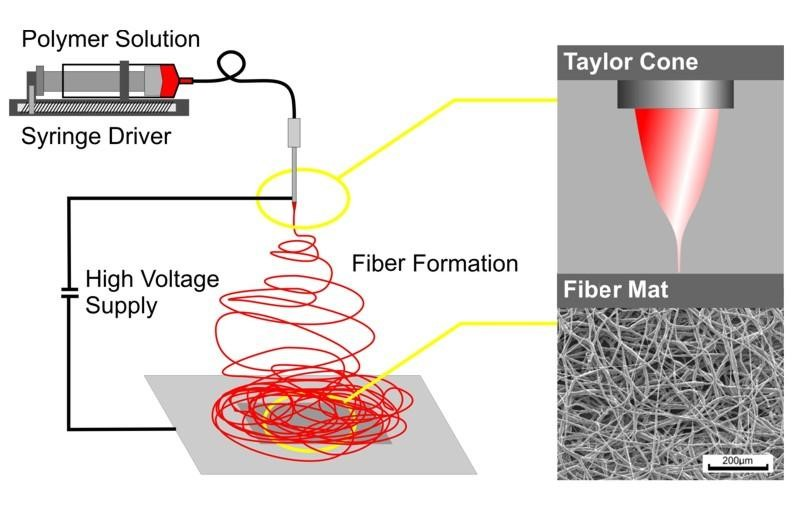 Polymer Solution
Syringe Driver
High Voltage
Supply
Fiber Formation
Taylor Cone
Fiber Mat
200µm